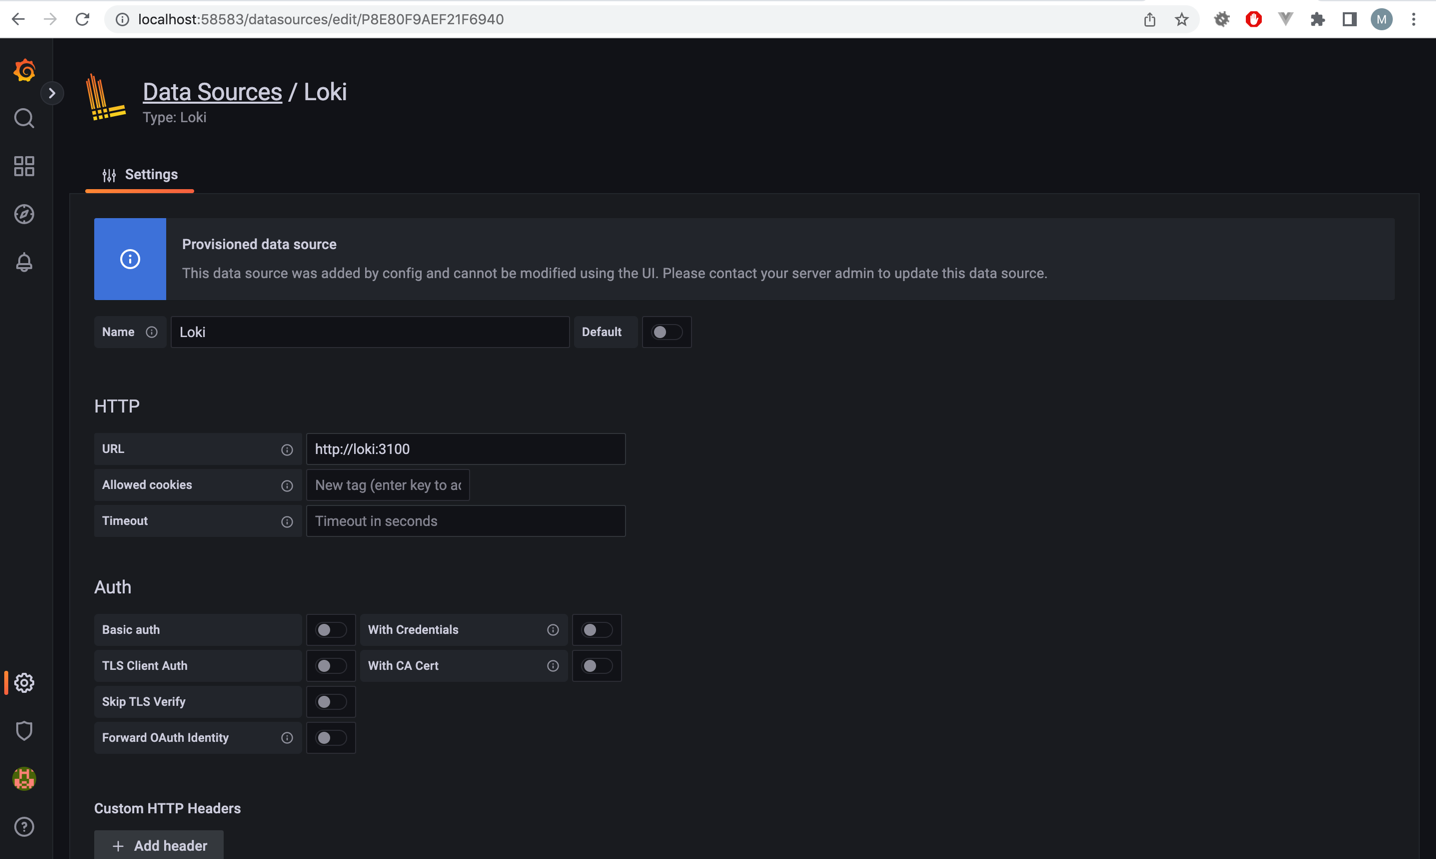 localhost:58583/datasources/edit/P8E80F9AEF21F6940
M
Data Sources / Loki
Type: Loki
Settings
Provisioned data source
This data source was added by config and cannot be modified using the UI. Please contact your server admin to update this data source.
Name Loki Default
HTTP
URL http://loki:3100
Allowed cookies New tag (enter key to ac
Timeout Timeout in seconds
Auth
Basic auth With Credentials
TLS Client Auth With CA Cert
Skip TLS Verify
Forward OAuth Identity
Custom HTTP Headers
+ Add header